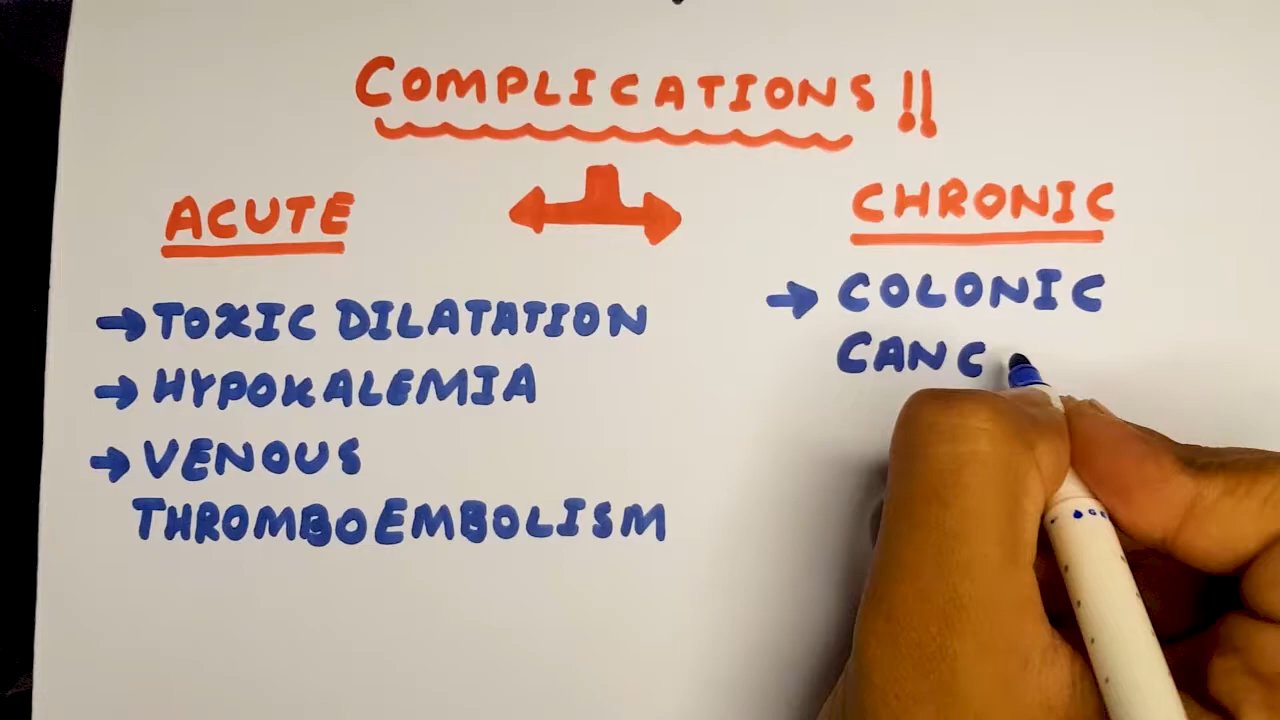 COMPLICATIONS !!
ACUTE
→ TOXIC DILATATION
→ HYPOKALEMIA
→ VENOUS
THROMBOEMBOLISM
CHRONIC
→ COLONIC
CANC